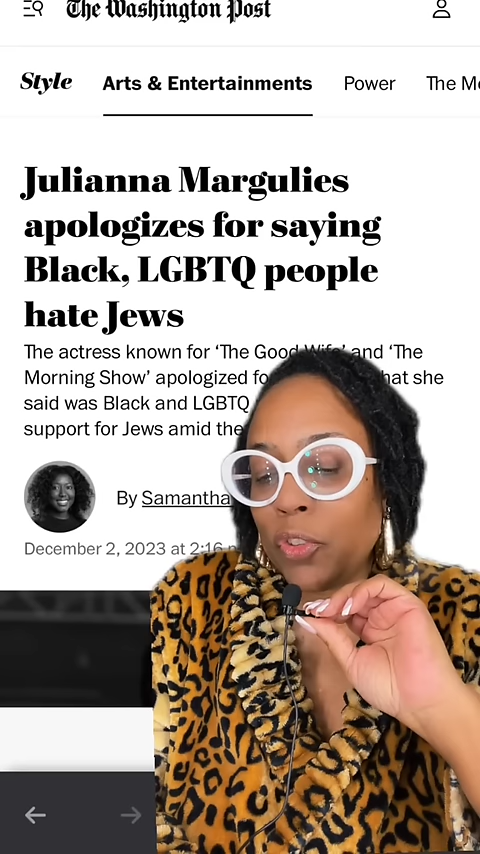 The Washington Post
Style Arts & Entertainments Power The
Julianna Margulies
apologizes for saying
Black, LGBTQ people
hate Jews
The actress known for ‘The Good Wife’ and ‘The
Morning Show’ apologized hat she
said was Black and LGBTQ
support for Jews amid the
By Samantha
December 2, 2023 at 2:16